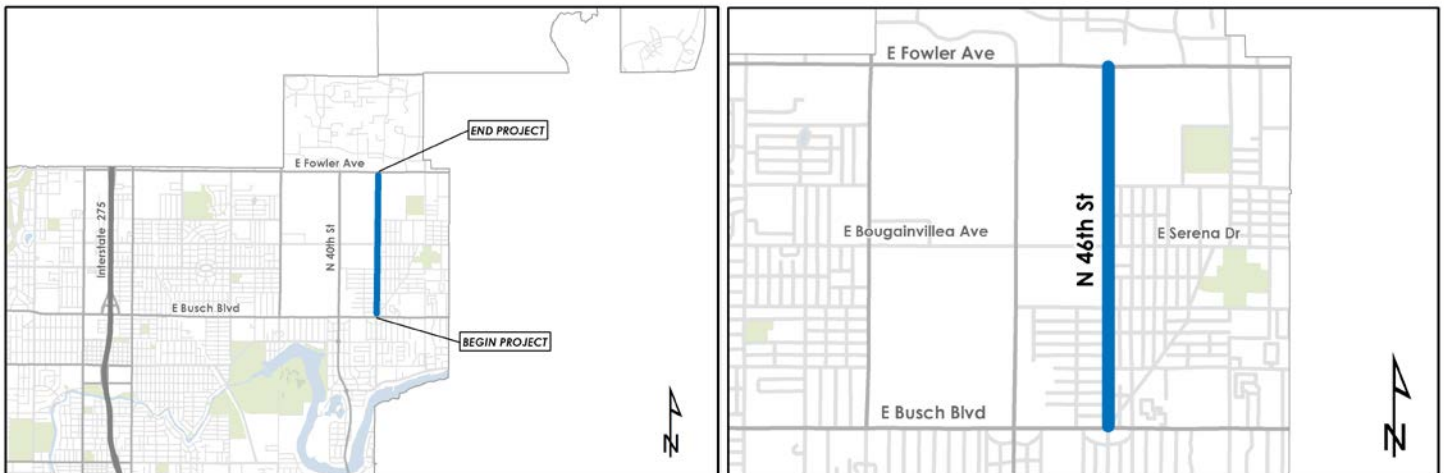 END PROJECT
E Fowler Ave
Interstate 275
N 40th St
E Busch Blvd
BEGIN PROJECT
N
E Fowler Ave
E Bougainvillea Ave
N 46th St
E Serena Dr
E Busch Blvd
N